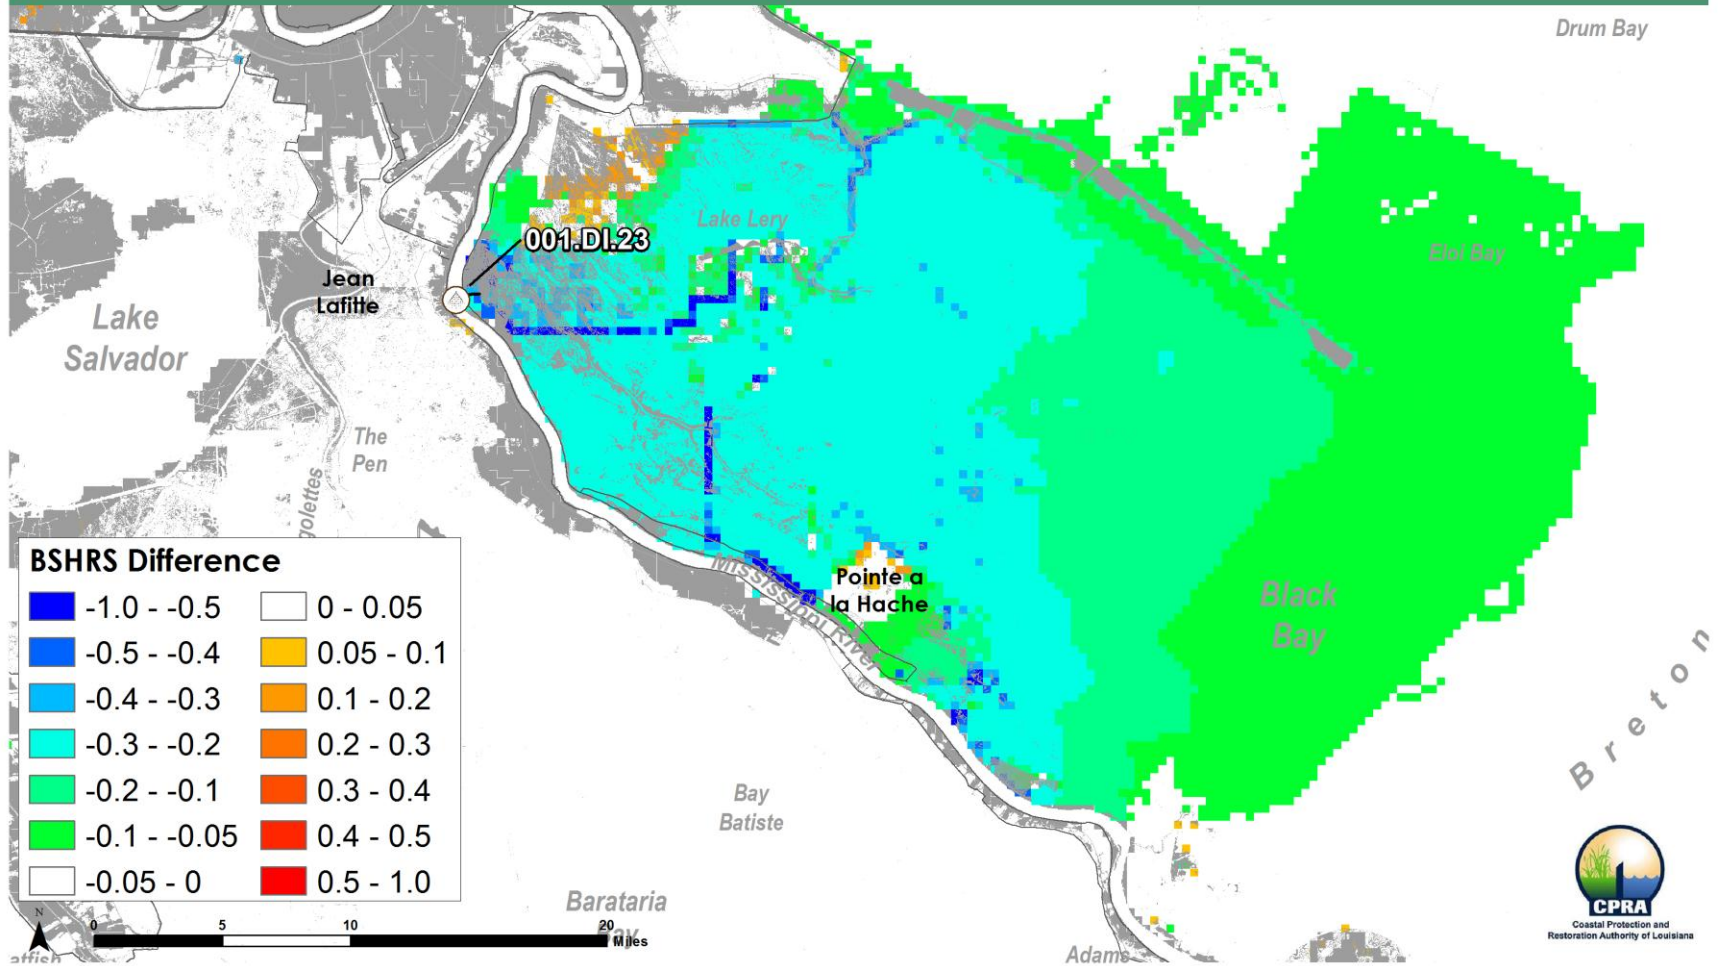 Drum Bay
Lake Lery
001.DI.23
Eloi Bay
Jean
Lafitte
Lake
Salvador
The
Pen
golettes
BSHRS Difference
-1.0 - -0.5
-0.5 - -0.4
-0.4 - -0.3
-0.3 - -0.2
-0.2 - -0.1
-0.1 - -0.05
-0.05 - 0
0 - 0.05
0.05 - 0.1
0.1 - 0.2
0.2 - 0.3
0.3 - 0.4
0.4 - 0.5
0.5 - 1.0
Mississippi River
Pointe a
la Hache
Black
Bay
Breton
Bay
Batiste
Barataria
Bay
N
0 5 10 20
Miles
atfish
Adams
CPRA
Coastal Protection and
Restoration Authority of Louisiana